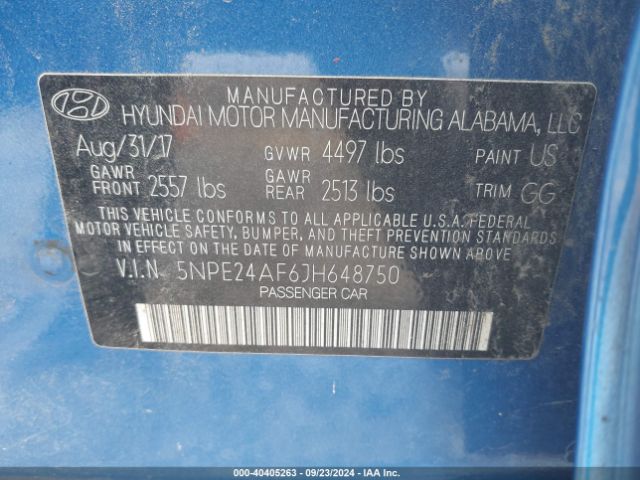 MANUFACTURED BY
HYUNDAI MOTOR MANUFACTURING ALABAMA, LLC
Aug/31/17 GVWR 4497 lbs PAINT US
GAWR FRONT 2557 lbs GAWR REAR 2513 lbs TRIM GG
THIS VEHICLE CONFORMS TO ALL APPLICABLE U.S.A. FEDERAL
MOTOR VEHICLE SAFETY, BUMPER, AND THEFT PREVENTION STANDARDS
IN EFFECT ON THE DATE OF MANUFACTURE SHOWN ABOVE.
V.I.N. 5NPE24AF6JH648750
PASSENGER CAR
000-40405263 - 09/23/2024 - IAA Inc.